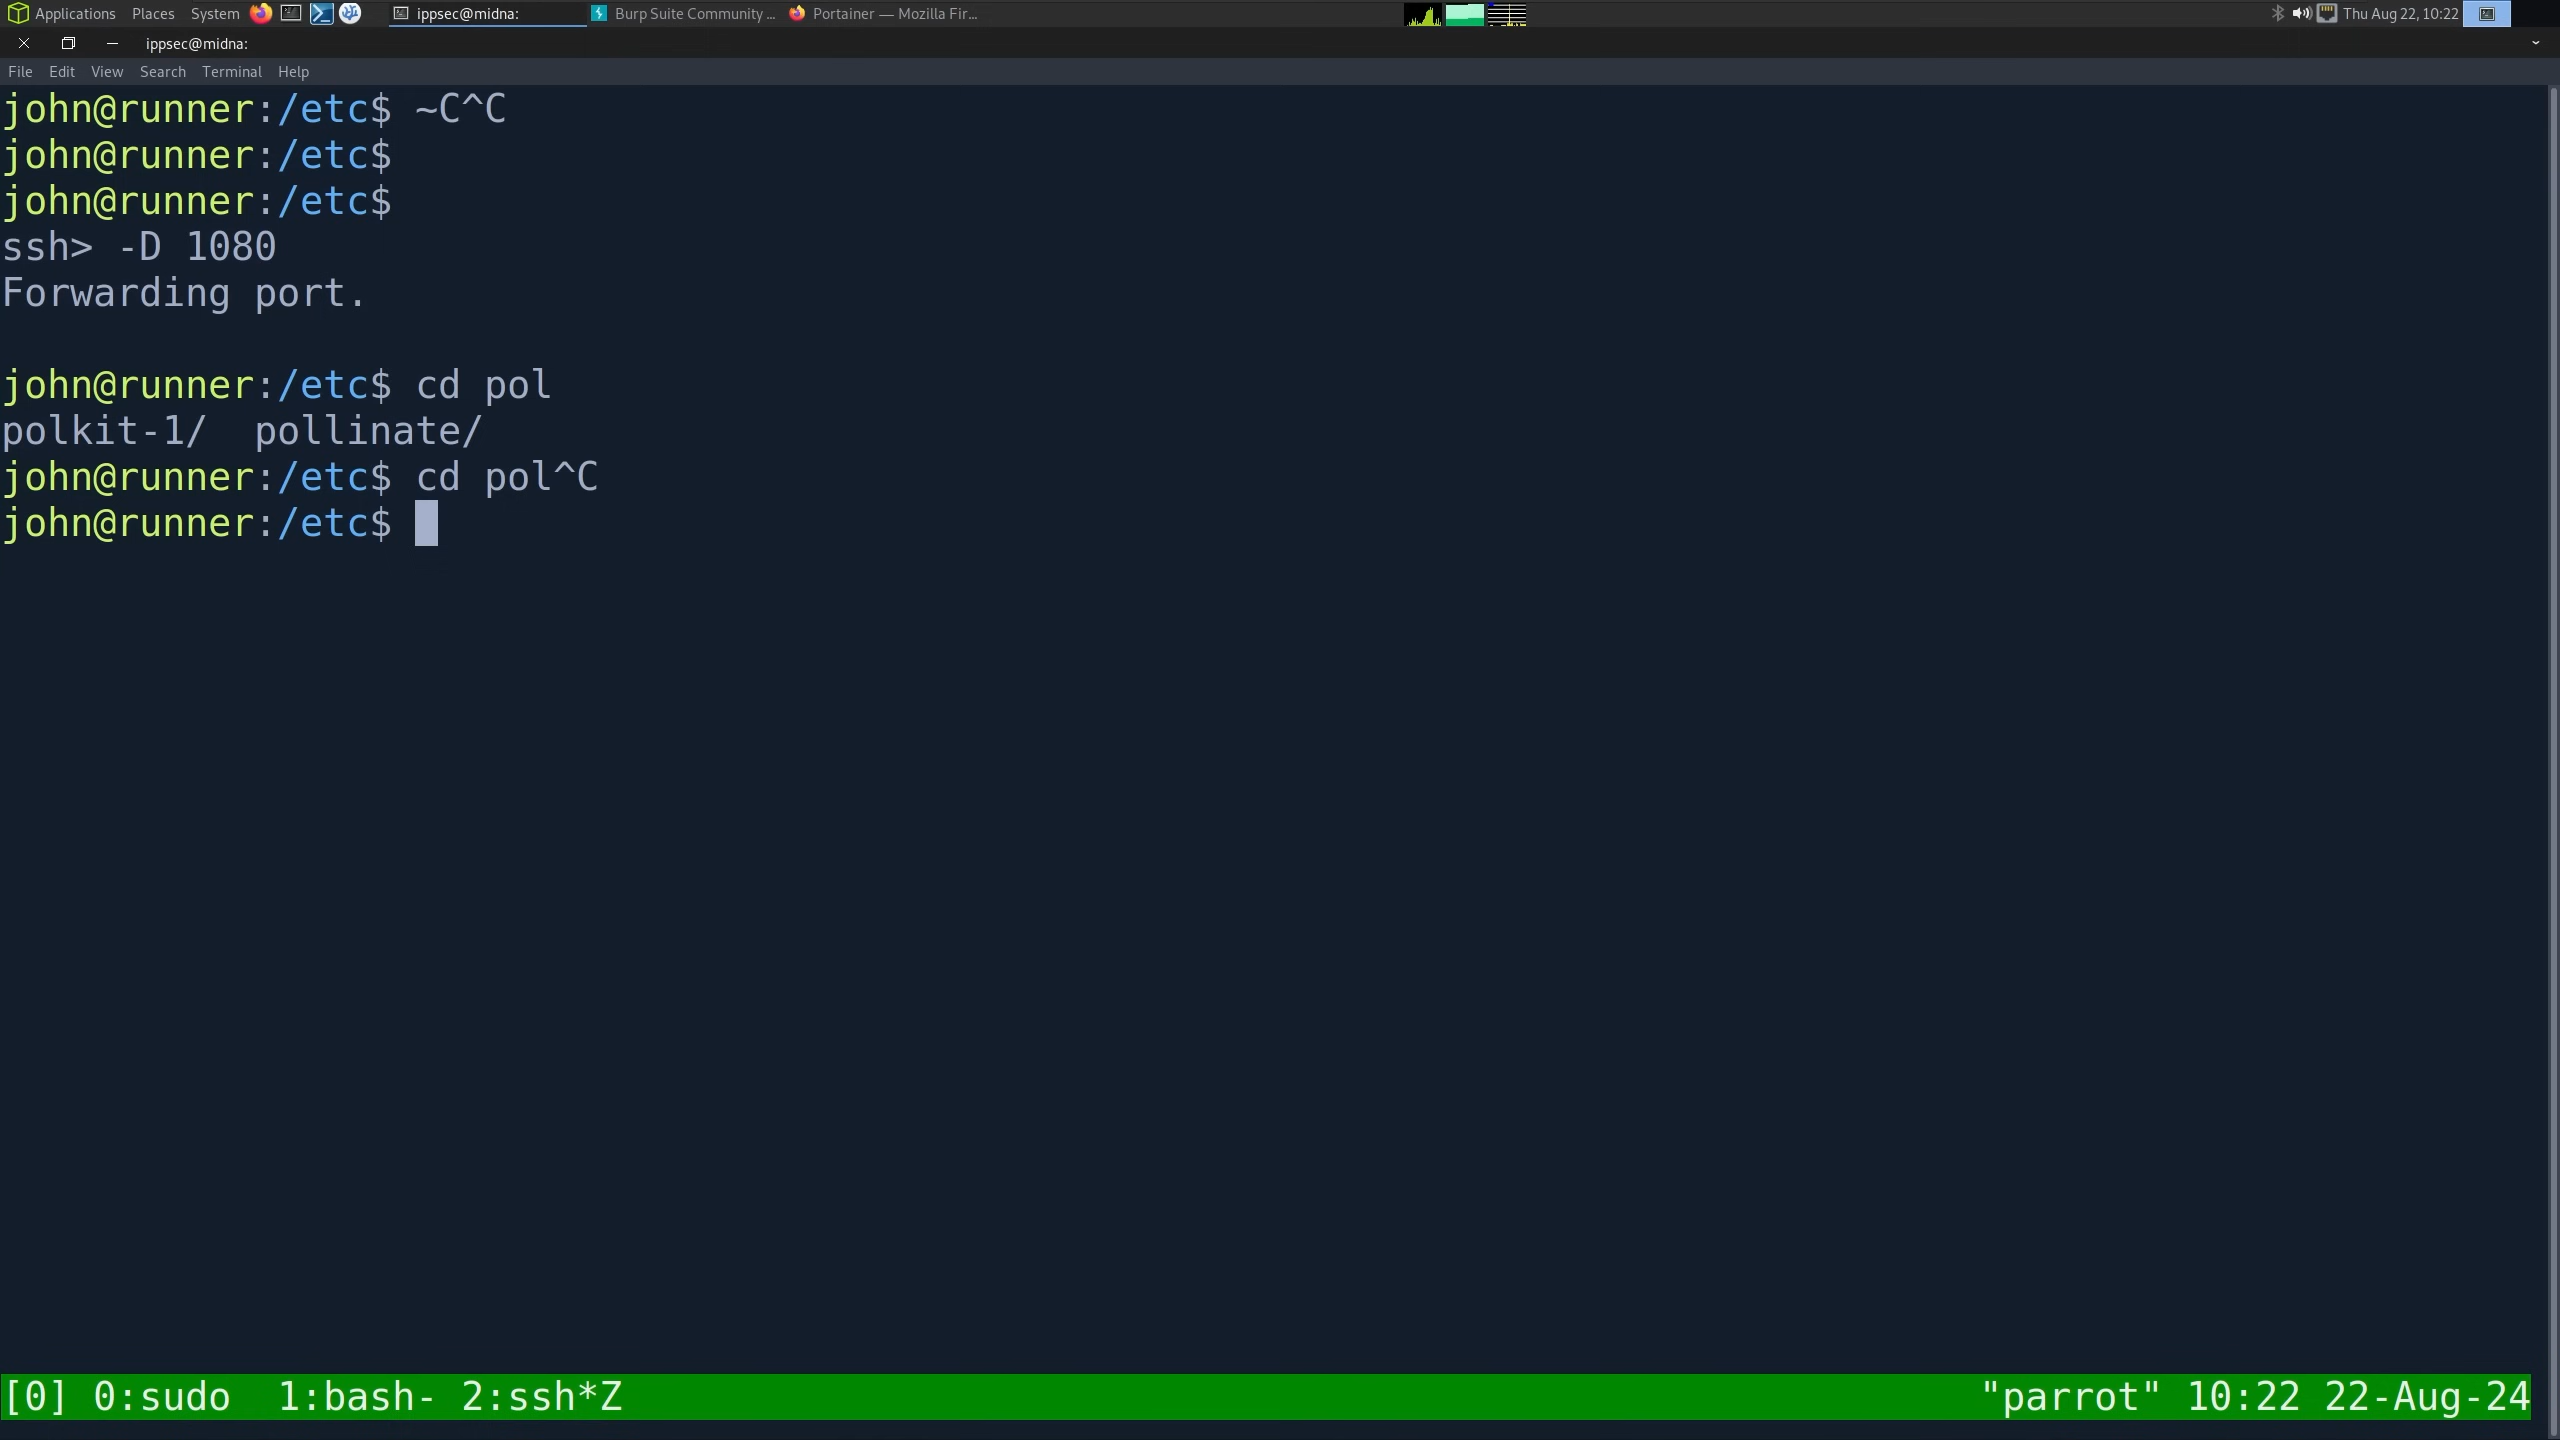 Applications Places System ippsec@midna: Burp Suite Community ... Portainer — Mozilla Fir... Thu Aug 22, 10:22
ippsec@midna:
File Edit View Search Terminal Help
john@runner:/etc$ ~C^C
john@runner:/etc$
john@runner:/etc$
ssh> -D 1080
Forwarding port.
john@runner:/etc$ cd pol
polkit-1/  pollinate/
john@runner:/etc$ cd pol^C
john@runner:/etc$
[0] 0:sudo  1:bash- 2:ssh*Z "parrot" 10:22 22-Aug-24